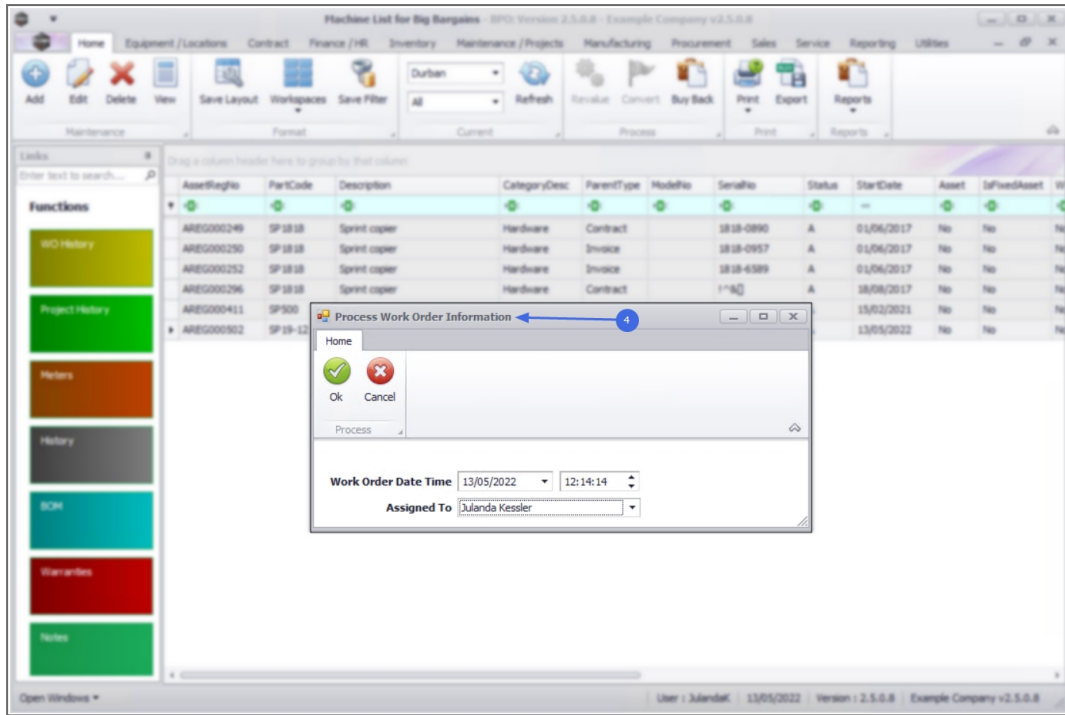 Machine List for Big Bargains - BPO: Version 2.5.0.8 - Example Company v2.5.0.8
Home Equipment / Locations Contract Finance / HR Inventory Maintenance / Projects Manufacturing Procurement Sales Service Reporting Utilities
Add Edit Delete View Save Layout Workspaces Save Filter Durban Refresh Revalue Convert Buy Back Print Export Reports
All
Maintenance Format Current Process Print Reports
Links
Enter text to search...
Drag a column header here to group by that column
AssetRegNo PartCode Description CategoryDesc ParentType ModelNo SerialNo Status StartDate Asset IsFixedAsset W
Functions
AREG000249 SP1818 Sprint copier Hardware Contract 1818-0890 A 01/06/2017 No No
WO History
AREG000250 SP1818 Sprint copier Hardware Invoice 1818-0957 A 01/06/2017 No No
AREG000252 SP1818 Sprint copier Hardware Invoice 1818-6589 A 01/06/2017 No No
AREG000296 SP1818 Sprint copier Hardware Contract A 18/08/2017 No No
Project History
AREG000411 SP500 15/02/2021 No No
AREG000502 SP19-12 13/05/2022 No No
Process Work Order Information 4
Home
Ok Cancel
Process
Work Order Date Time 13/05/2022 12:14:14
Assigned To Julanda Kessler
Meters
History
BOM
Warranties
Notes
Open Windows
User : JulandaK 13/05/2022 Version : 2.5.0.8 Example Company v2.5.0.8